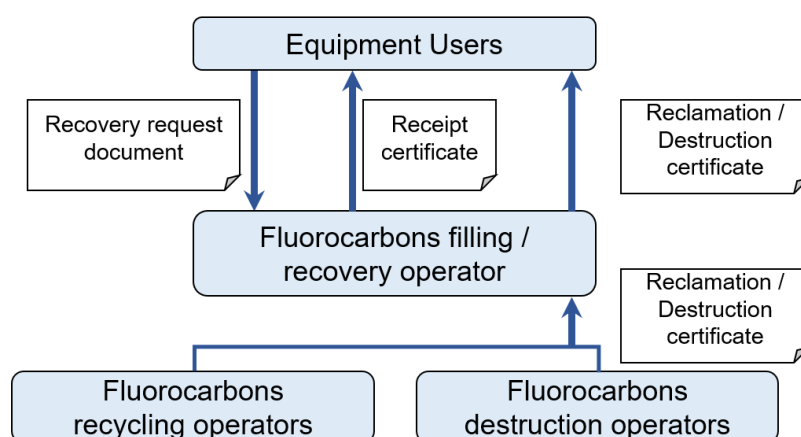 Equipment Users
Recovery request
document
Receipt
certificate
Reclamation /
Destruction
certificate
Fluorocarbons filling /
recovery operator
Reclamation /
Destruction
certificate
Fluorocarbons
recycling operators
Fluorocarbons
destruction operators